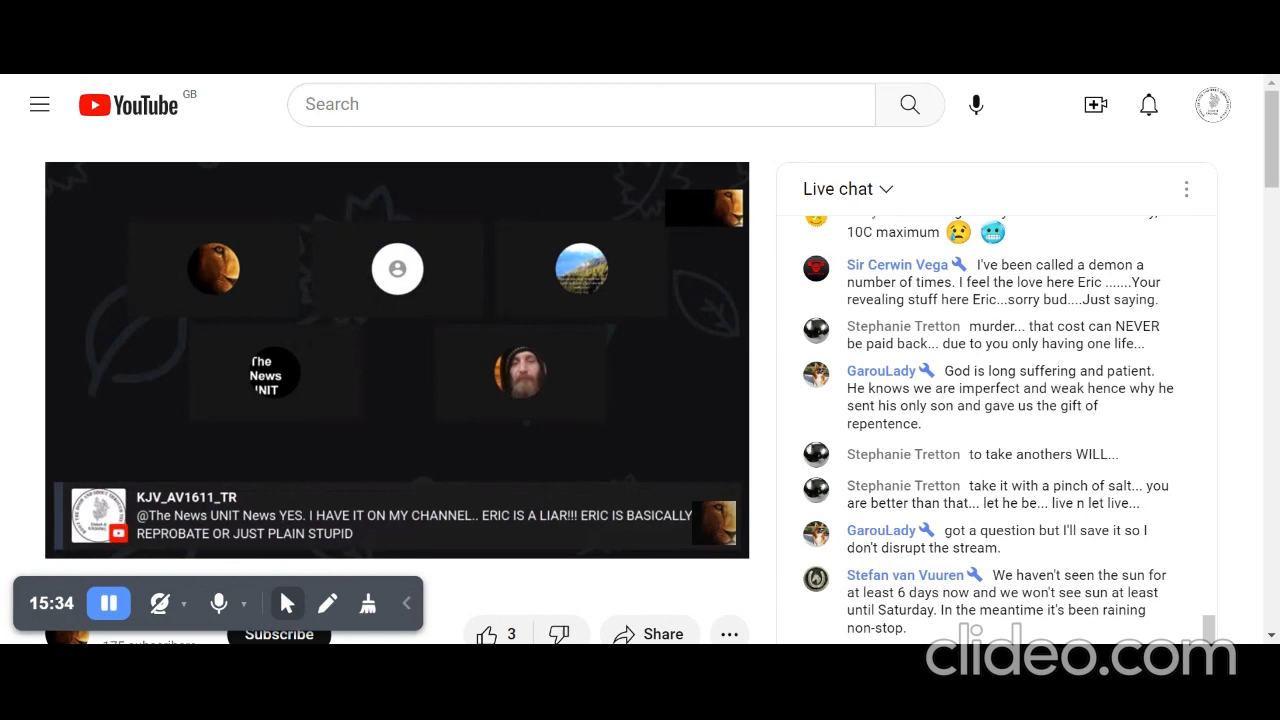 YouTube GB
Search
Live chat
10C maximum 😢 🥶
Sir Cerwin Vega I've been called a demon a
number of times. I feel the love here Eric .......Your
revealing stuff here Eric...sorry bud....Just saying.
Stephanie Tretton murder... that cost can NEVER
be paid back... due to you only having one life...
GarouLady God is long suffering and patient.
He knows we are imperfect and weak hence why he
sent his only son and gave us the gift of
repentence.
Stephanie Tretton to take anothers WILL...
Stephanie Tretton take it with a pinch of salt... you
are better than that... let he be... live n let live...
GarouLady got a question but I'll save it so I
don't disrupt the stream.
Stefan van Vuuren We haven't seen the sun for
at least 6 days now and we won't see sun at least
until Saturday. In the meantime it's been raining
non-stop.
The
News
UNIT
KJV_AV1611_TR
@The News UNIT News YES. I HAVE IT ON MY CHANNEL.. ERIC IS A LIAR!!! ERIC IS BASICALLY
REPROBATE OR JUST PLAIN STUPID
15:34
175 subscribers
Subscribe
3
Share
clideo.com